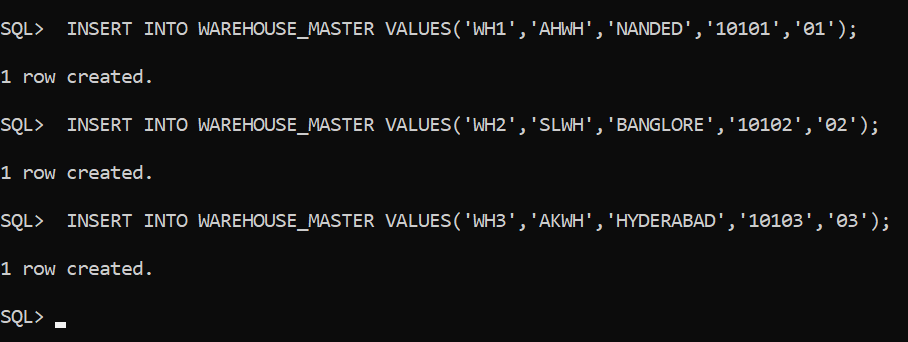 SQL>  INSERT INTO WAREHOUSE_MASTER VALUES('WH1','AHWH','NANDED','10101','01');
1 row created.
SQL>  INSERT INTO WAREHOUSE_MASTER VALUES('WH2','SLWH','BANGLORE','10102','02');
1 row created.
SQL>  INSERT INTO WAREHOUSE_MASTER VALUES('WH3','AKWH','HYDERABAD','10103','03');
1 row created.
SQL>